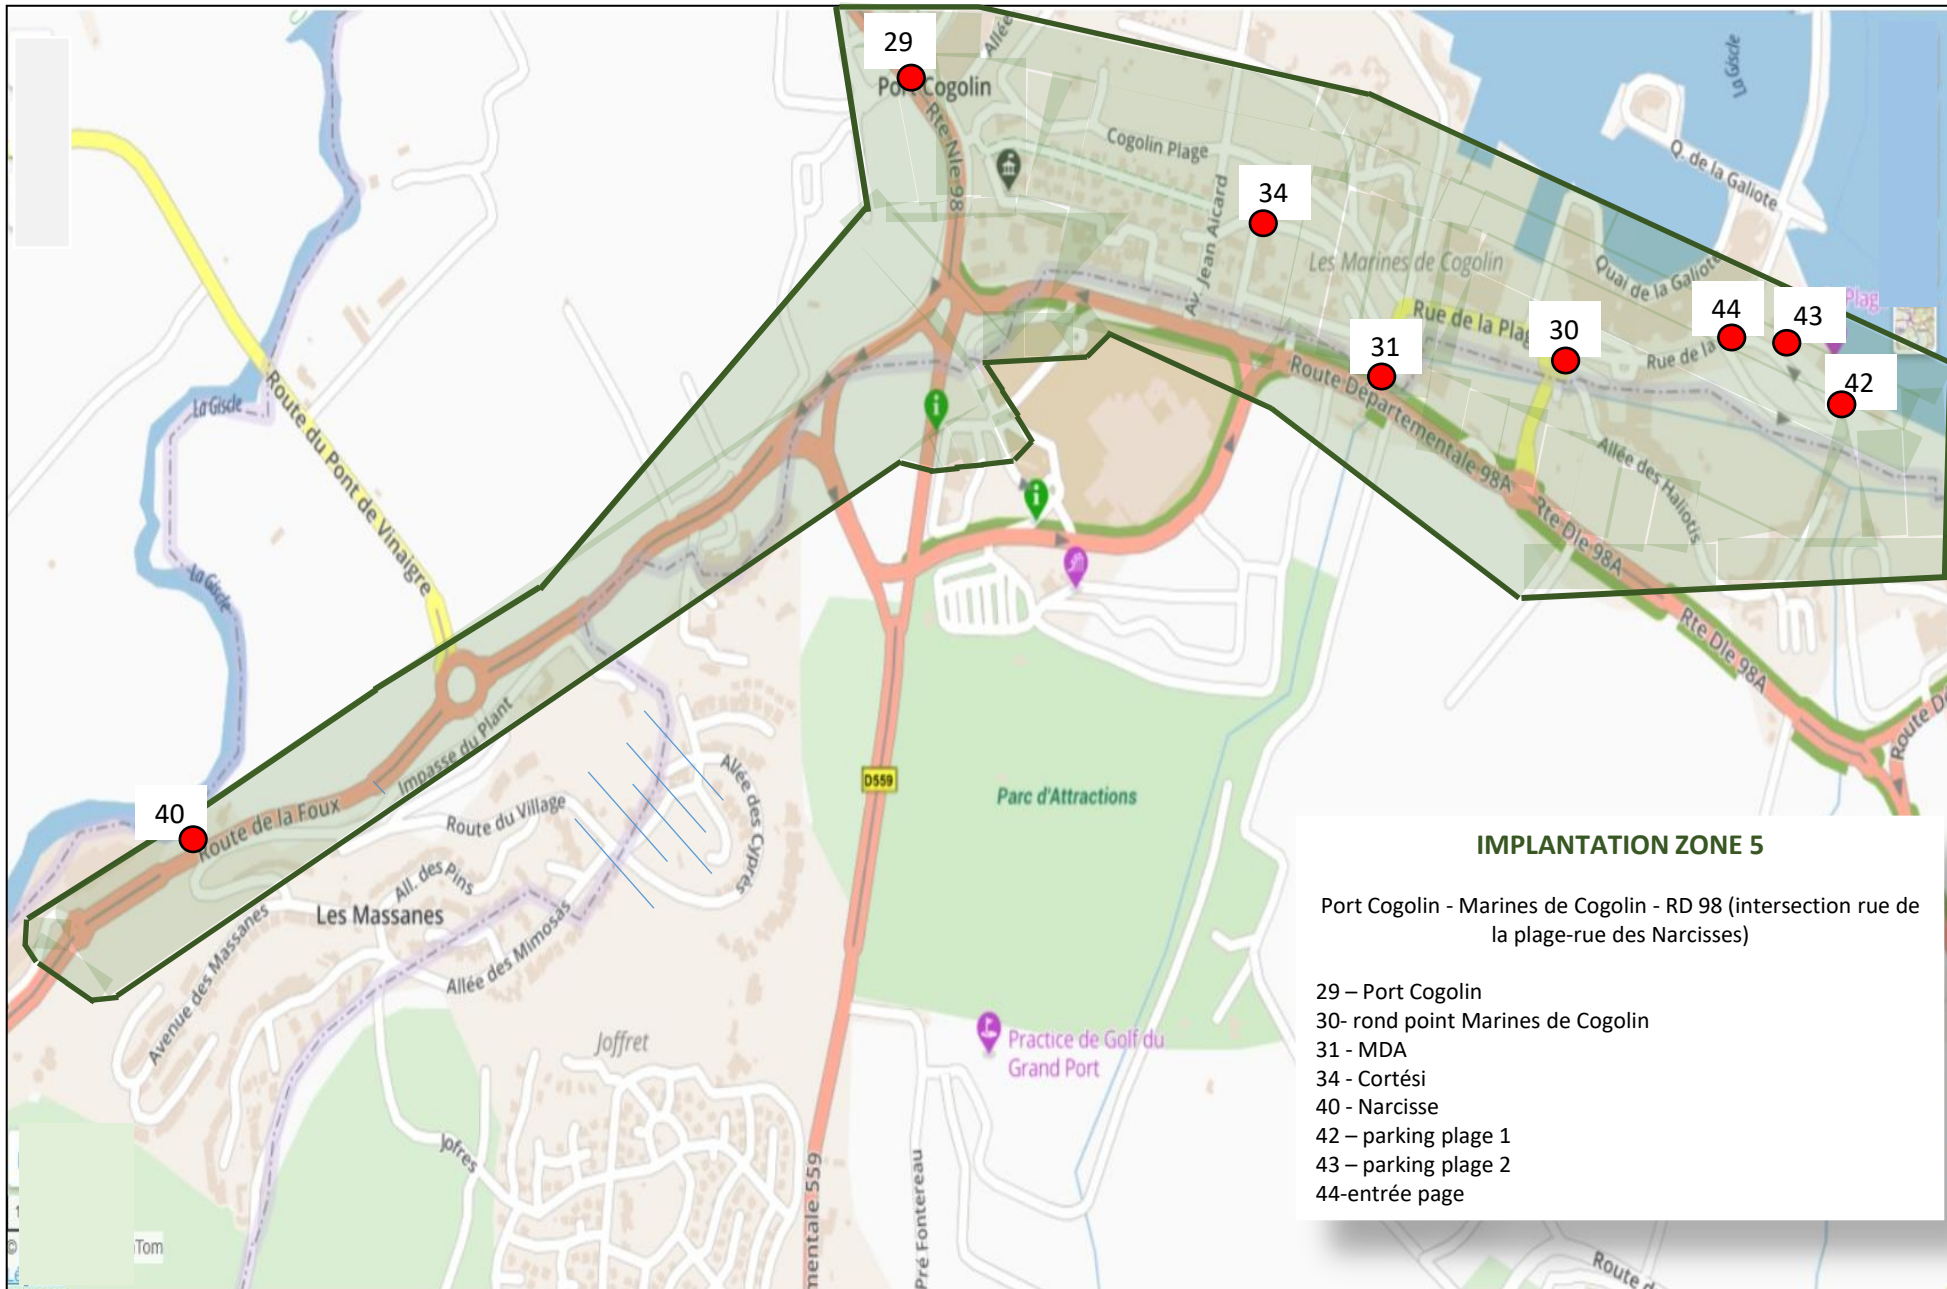 29
Port Cogolin
Allée
Rte Nle 98
Cogolin Plage
La Giscle
Q. de la Galiote
34
Av. Jean Aicard
Les Marines de Cogolin
Quai de la Galiote
Plag
Rue de la Plag
30
44
43
31
Rue de la
42
Route Départementale 98A
Allée des Haliotis
Rte Dle 98A
Rte Dle 98A
La Giscle
Route du Pont de Vinaigre
La Giscle
Impasse du Plant
40
Route de la Foux
Route du Village
Allée des Cyprès
All. des Pins
Les Massanes
Avenue des Massanes
Allée des Mimosas
D559
Parc d'Attractions
Joffret
Practice de Golf du
Grand Port
Jofres
mentale 559
Pré Fontereau
Route D
IMPLANTATION ZONE 5
Port Cogolin - Marines de Cogolin - RD 98 (intersection rue de
la plage-rue des Narcisses)
29 – Port Cogolin
30- rond point Marines de Cogolin
31 - MDA
34 - Cortési
40 - Narcisse
42 – parking plage 1
43 – parking plage 2
44-entrée page
Route d
©
Tom